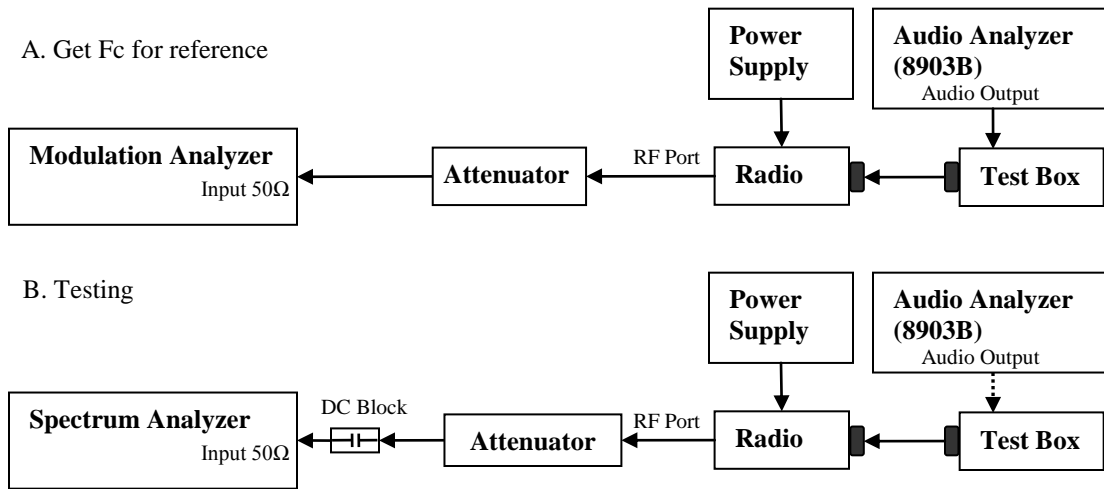 A. Get Fc for reference
Power
Supply
Audio Analyzer
(8903B)
Audio Output
Modulation Analyzer
Input 50Ω
Attenuator
RF Port
Radio
Test Box
B. Testing
Power
Supply
Audio Analyzer
(8903B)
Audio Output
Spectrum Analyzer
Input 50Ω
DC Block
Attenuator
RF Port
Radio
Test Box